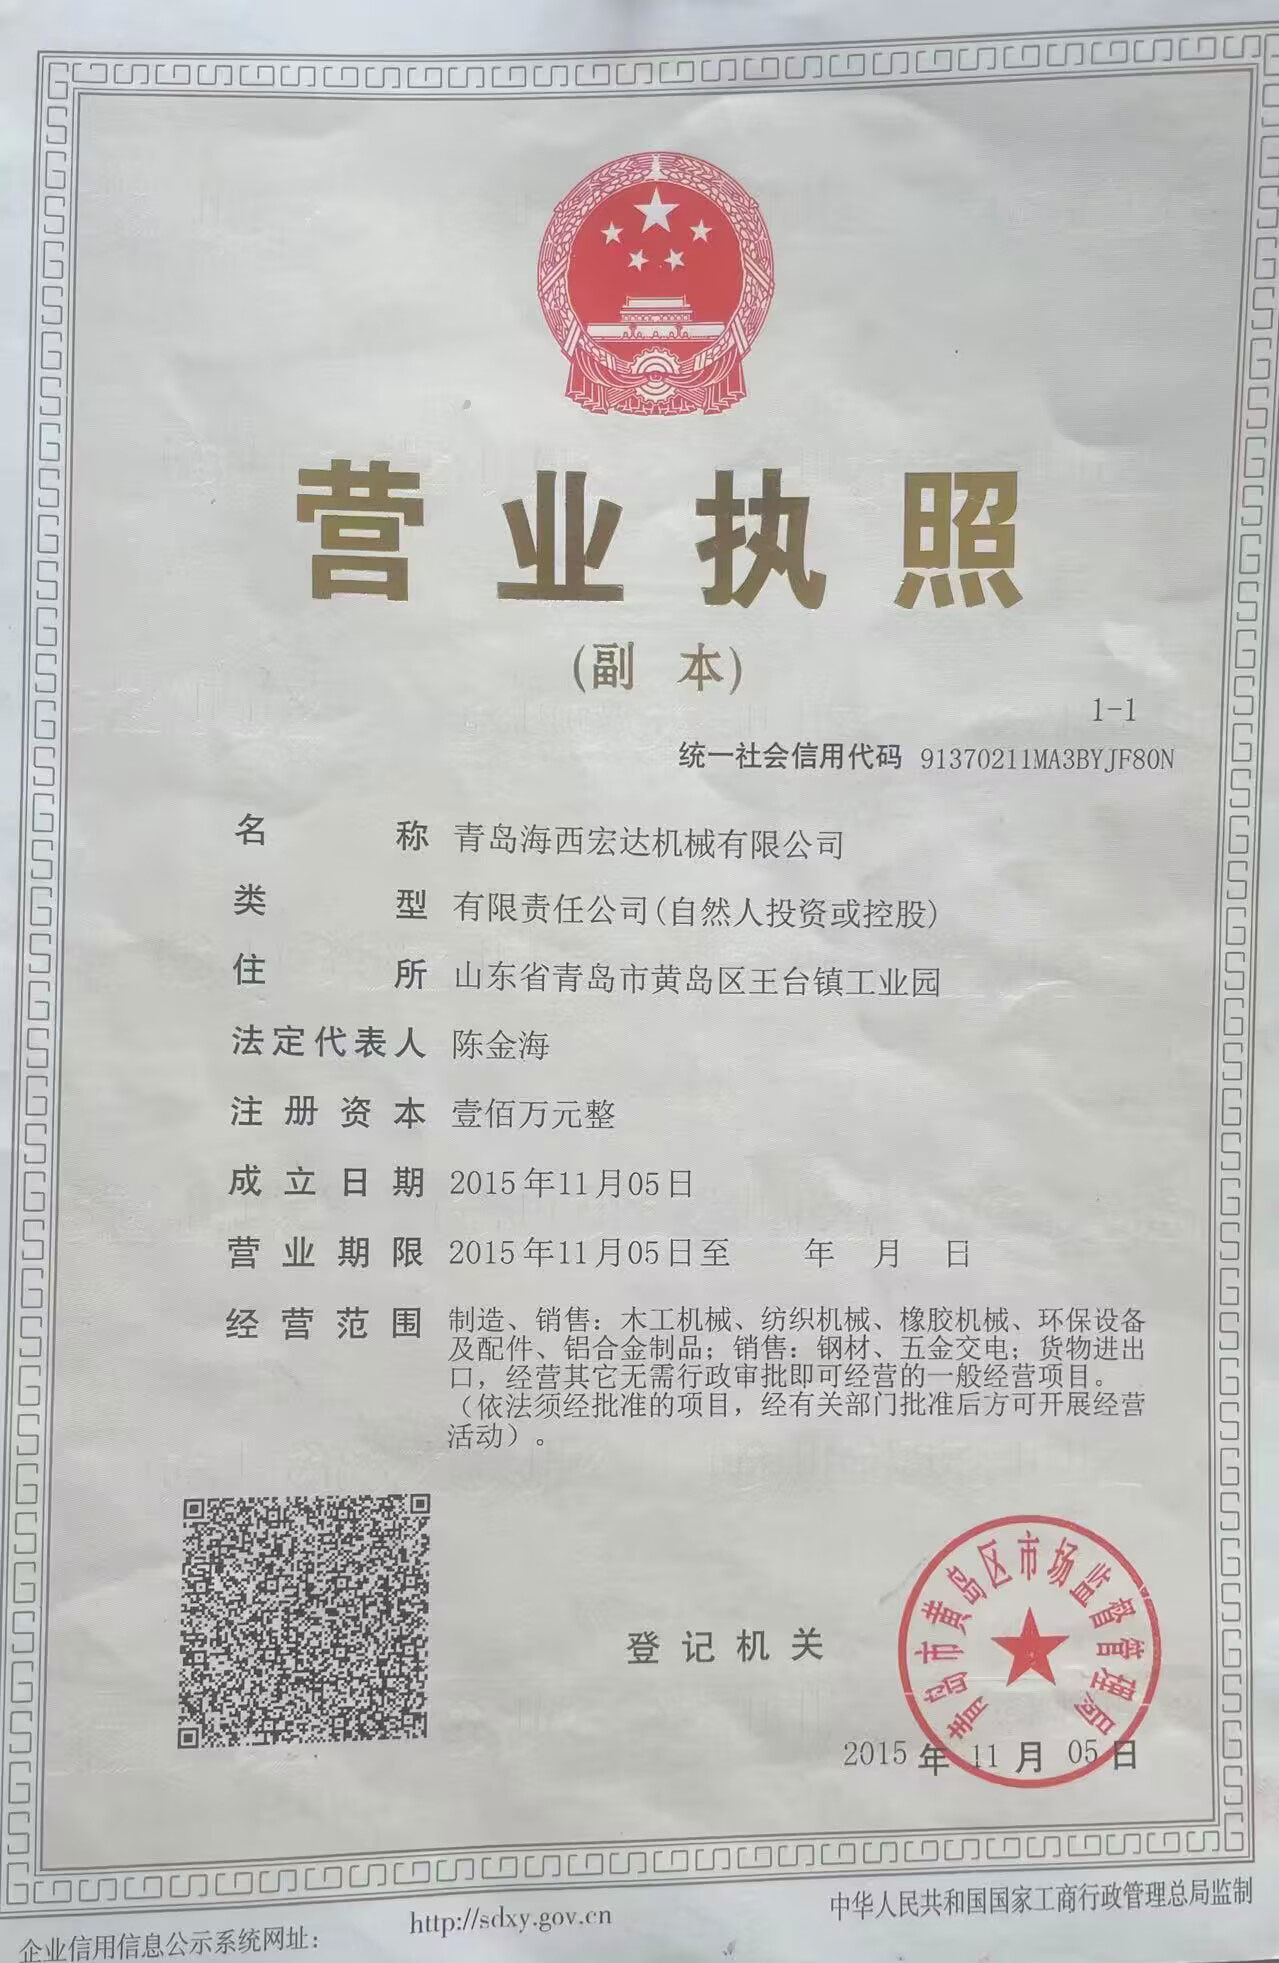 营业执照
(副 本)
1-1
统一社会信用代码 91370211MA3BYJF80N
名称 青岛海西宏达机械有限公司
类型 有限责任公司(自然人投资或控股)
住所 山东省青岛市黄岛区王台镇工业园
法定代表人 陈金海
注册资本 壹佰万元整
成立日期 2015年11月05日
营业期限 2015年11月05日至 年 月 日
经营范围 制造、销售：木工机械、纺织机械、橡胶机械、环保设备
及配件、铝合金制品；销售：钢材、五金交电；货物进出
口，经营其它无需行政审批即可经营的一般经营项目。
（依法须经批准的项目，经有关部门批准后方可开展经营
活动）。
青岛市黄岛区市场监督管理局
登记机关
2015 年 11 月 05 日
企业信用信息公示系统网址： http://sdxy.gov.cn
中华人民共和国国家工商行政管理总局监制